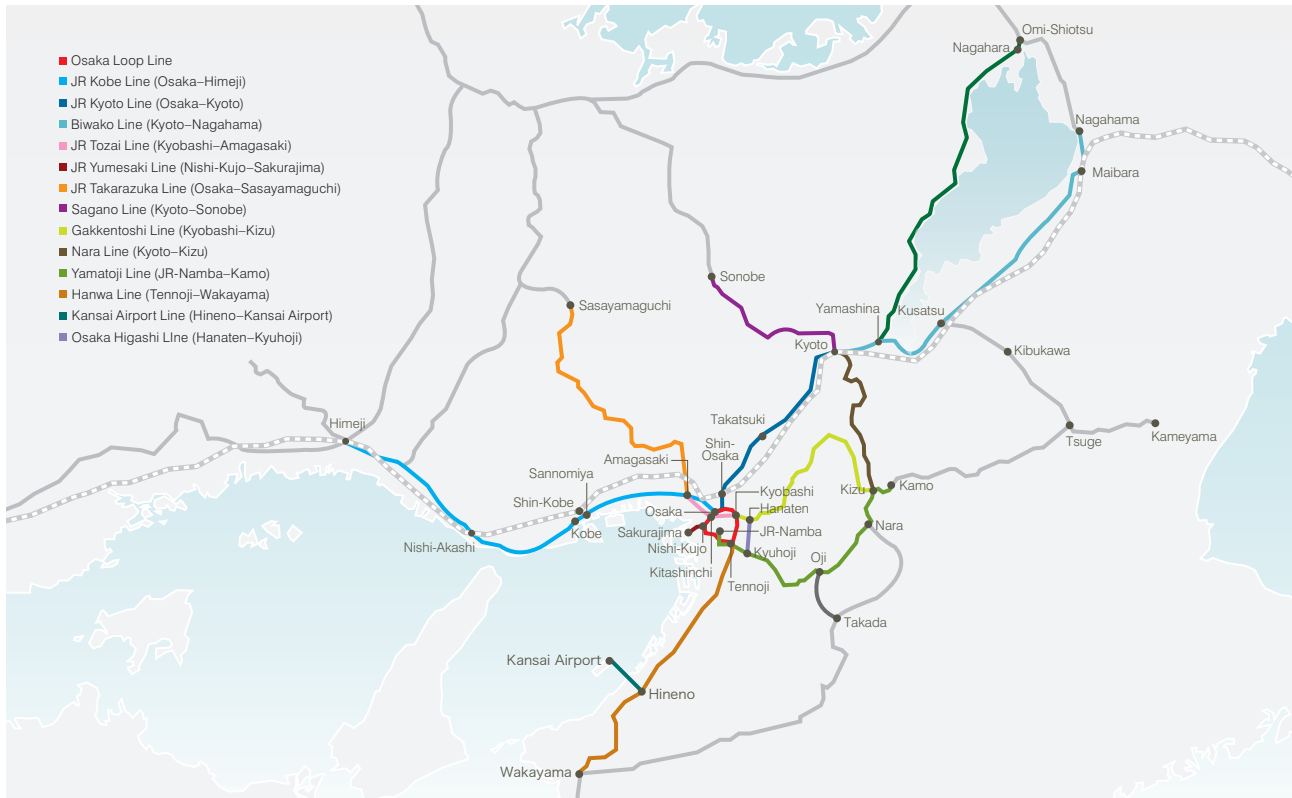 Osaka Loop Line
JR Kobe Line (Osaka–Himeji)
JR Kyoto Line (Osaka–Kyoto)
Biwako Line (Kyoto–Nagahama)
JR Tozai Line (Kyobashi–Amagasaki)
JR Yumesaki Line (Nishi-Kujo–Sakurajima)
JR Takarazuka Line (Osaka–Sasayamaguchi)
Sagano Line (Kyoto–Sonobe)
Gakkentoshi Line (Kyobashi–Kizu)
Nara Line (Kyoto–Kizu)
Yamatoji Line (JR-Namba–Kamo)
Hanwa Line (Tennoji–Wakayama)
Kansai Airport Line (Hineno–Kansai Airport)
Osaka Higashi LIne (Hanaten–Kyuhoji)
Omi-Shiotsu
Nagahara
Nagahama
Maibara
Sonobe
Sasayamaguchi
Yamashina
Kusatsu
Kyoto
Kibukawa
Takatsuki
Himeji
Tsuge
Kameyama
Shin-
Osaka
Amagasaki
Sannomiya
Kyobashi
Kizu
Kamo
Shin-Kobe
Osaka
Hanaten
Nara
Kobe
Sakurajima
JR-Namba
Nishi-Akashi
Nishi-Kujo
Kyuhoji
Oji
Kitashinchi
Tennoji
Takada
Kansai Airport
Hineno
Wakayama